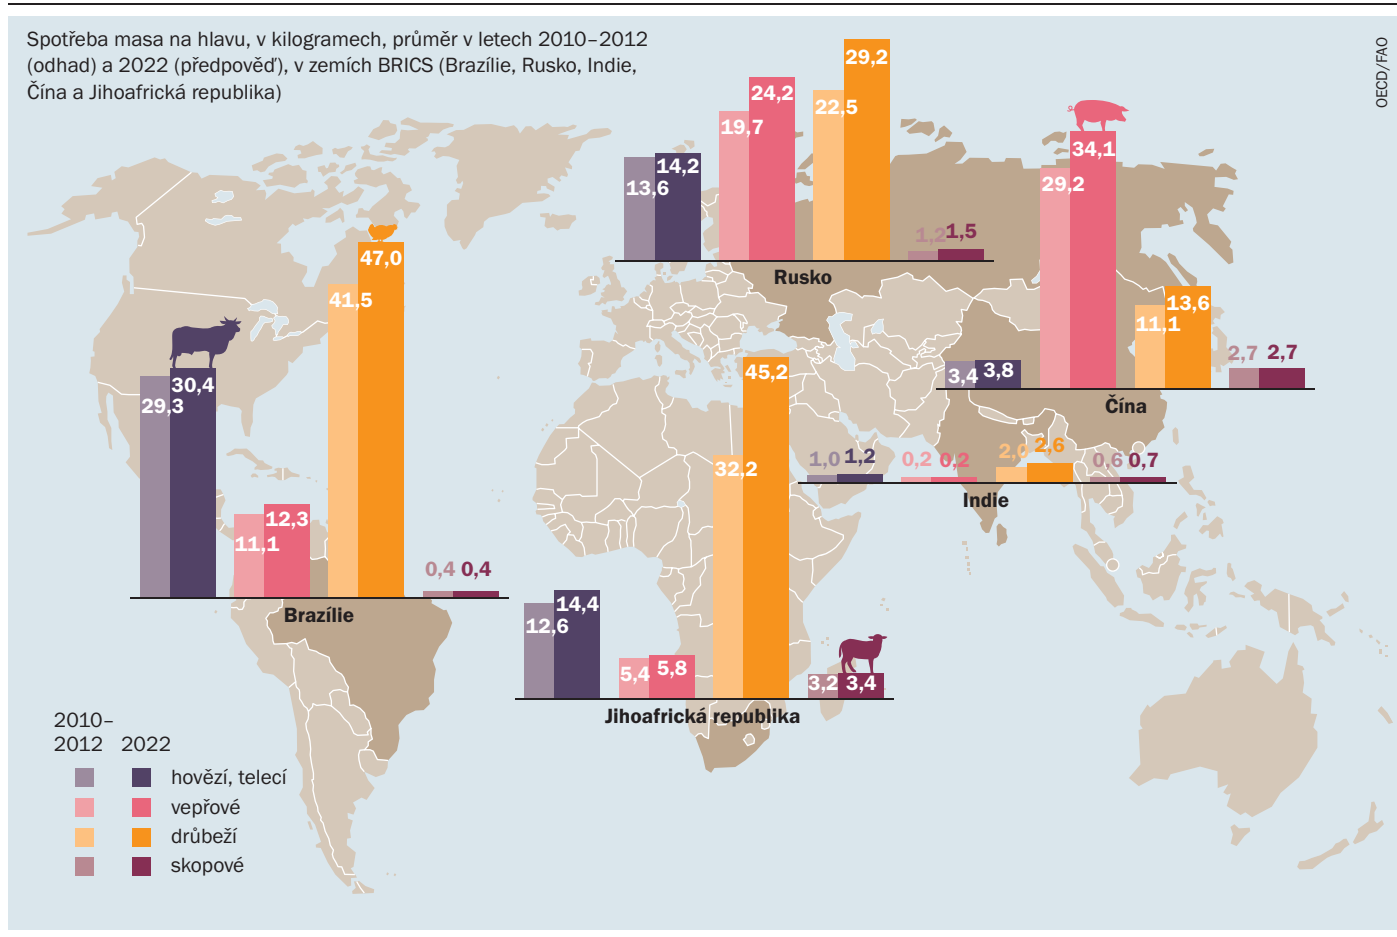 Spotřeba masa na hlavu, v kilogramech, průměr v letech 2010–2012
(odhad) a 2022 (předpověď), v zemích BRICS (Brazílie, Rusko, Indie,
Čína a Jihoafrická republika)
OECD/FAO
13,6 14,2 19,7 24,2 22,5 29,2 1,2 1,5
Rusko
3,4 3,8 29,2 34,1 11,1 13,6 2,7 2,7
Čína
29,3 30,4 11,1 12,3 41,5 47,0 0,4 0,4
Brazílie
1,0 1,2 0,2 0,2 2,0 2,6 0,6 0,7
Indie
12,6 14,4 5,4 5,8 32,2 45,2 3,2 3,4
Jihoafrická republika
2010–
2012 2022
hovězí, telecí
vepřové
drůbeží
skopové